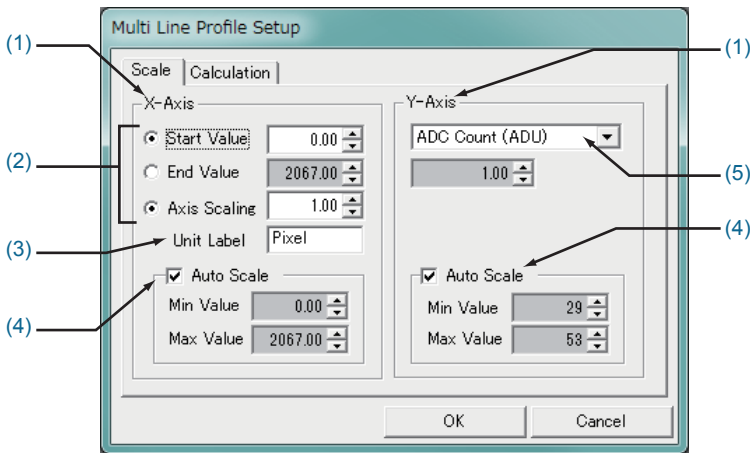 Multi Line Profile Setup
(1)
(1)
Scale Calculation
X-Axis
Y-Axis
(2)
Start Value 0.00
End Value 2067.00
Axis Scaling 1.00
ADC Count (ADU)
1.00
(5)
(3)
Unit Label Pixel
(4)
Auto Scale
Min Value 0.00
Max Value 2067.00
(4)
Auto Scale
Min Value 29
Max Value 53
OK Cancel